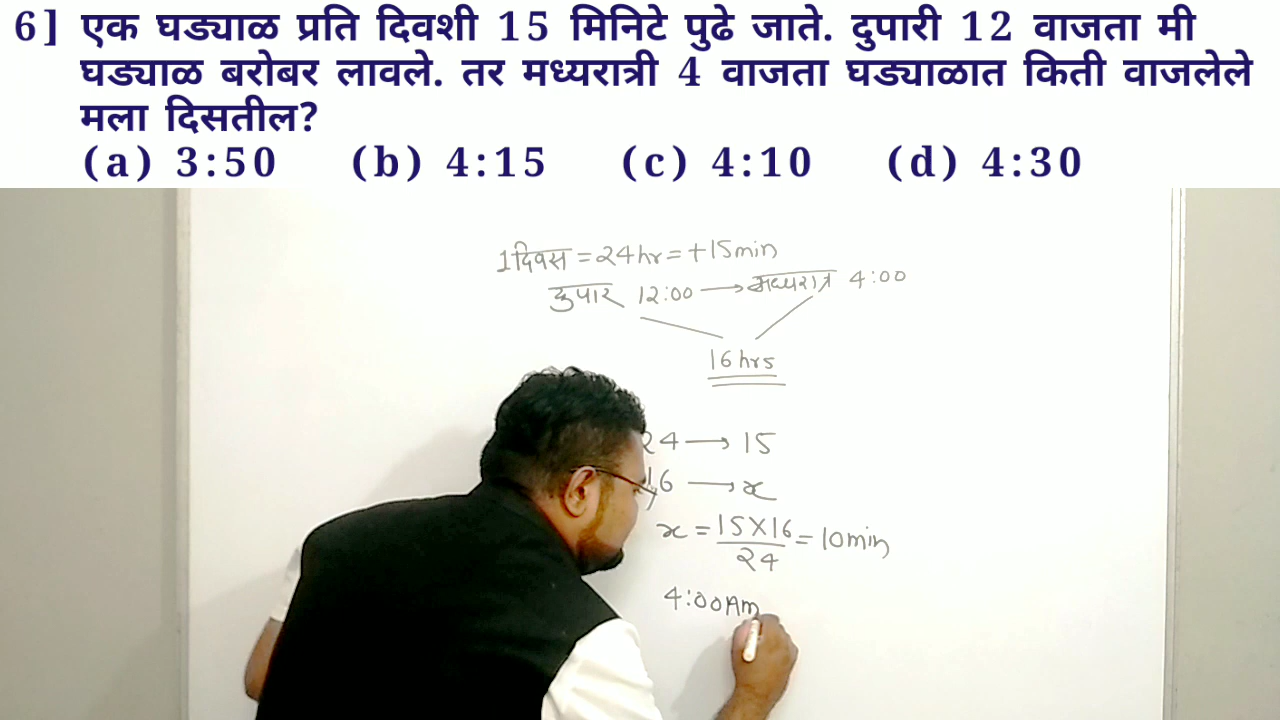 6] एक घड्याळ प्रति दिवशी 15 मिनिटे पुढे जाते. दुपारी 12 वाजता मी
घड्याळ बरोबर लावले. तर मध्यरात्री 4 वाजता घड्याळात किती वाजलेले
मला दिसतील?
(a) 3:50 (b) 4:15 (c) 4:10 (d) 4:30
1दिवस = 24hr = +15min
दुपार 12:00 → मध्यरात्र 4:00
16 hrs
24 → 15
16 → x
x = 15×16/24 = 10min
4:00Am